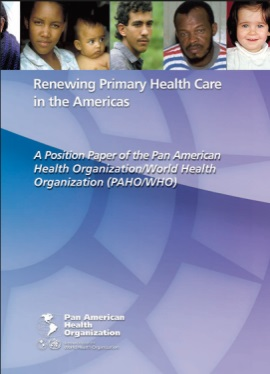 Renewing Primary Health Care
in the Americas
A Position Paper of the Pan American
Health Organization/World Health
Organization (PAHO/WHO)
Pan American
Health
Organization